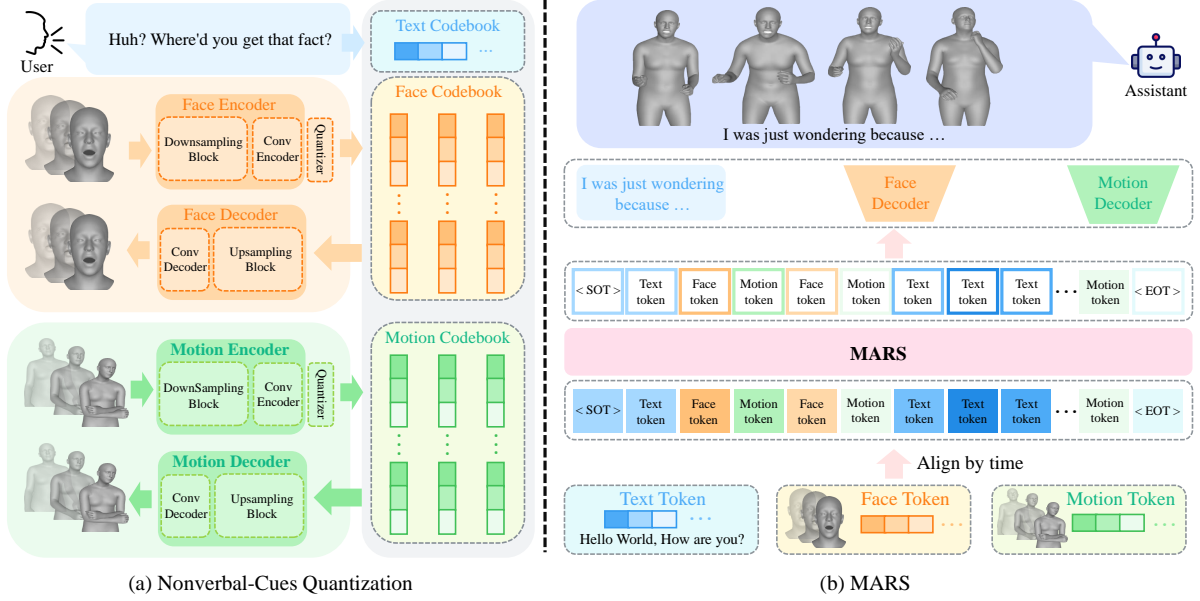 Huh? Where'd you get that fact?
User
Text Codebook
...
Face Encoder
Downsampling
Block
Conv
Encoder
Quantizer
Face Codebook
Face Decoder
Conv
Decoder
Upsampling
Block
Motion Encoder
DownSampling
Block
Conv
Encoder
Quantizer
Motion Codebook
Motion Decoder
Conv
Decoder
Upsampling
Block
(a) Nonverbal-Cues Quantization
I was just wondering because ...
Assistant
I was just wondering
because ...
Face
Decoder
Motion
Decoder
< SOT >
Text
token
Face
token
Motion
token
Face
token
Motion
token
Text
token
Text
token
Text
token
...
Motion
token
< EOT >
MARS
< SOT >
Text
token
Face
token
Motion
token
Face
token
Motion
token
Text
token
Text
token
Text
token
...
Motion
token
< EOT >
Align by time
Text Token
...
Hello World, How are you?
Face Token
...
Motion Token
...
(b) MARS